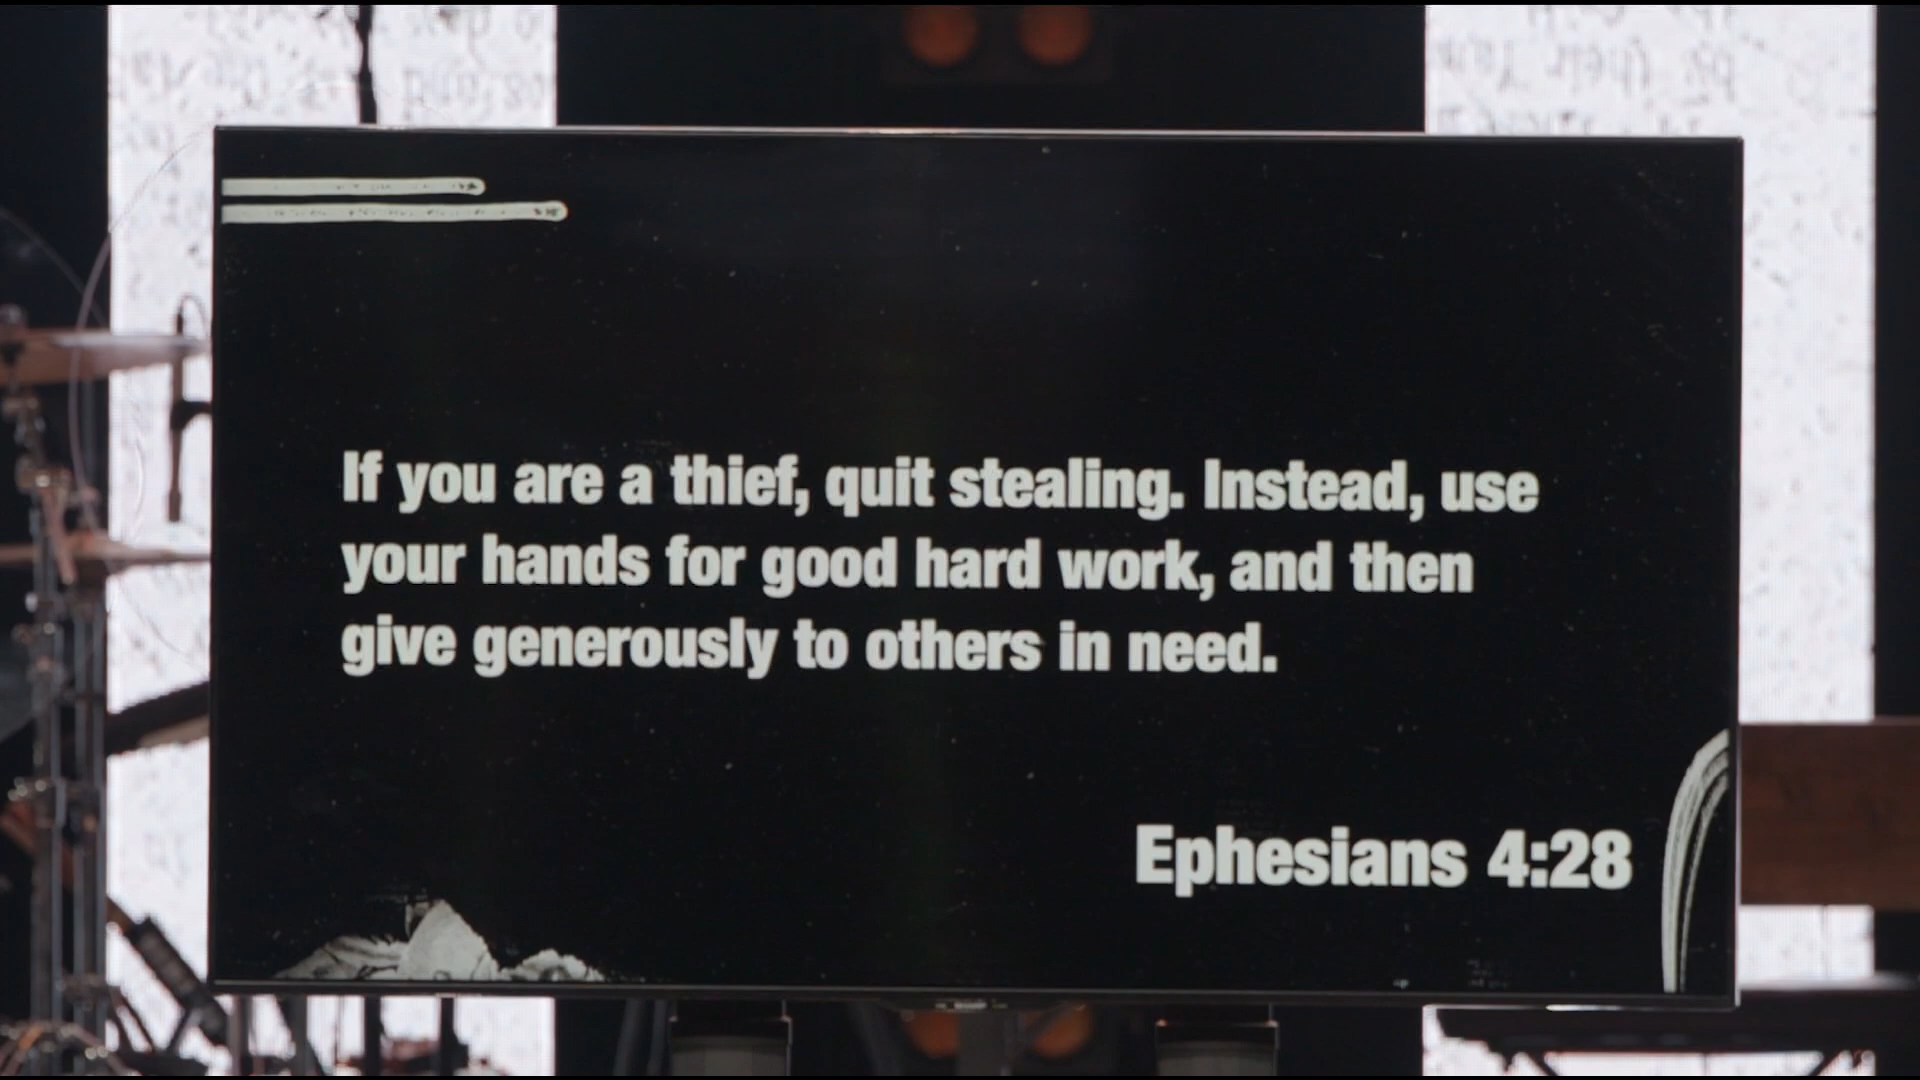 If you are a thief, quit stealing. Instead, use
your hands for good hard work, and then
give generously to others in need.
Ephesians 4:28